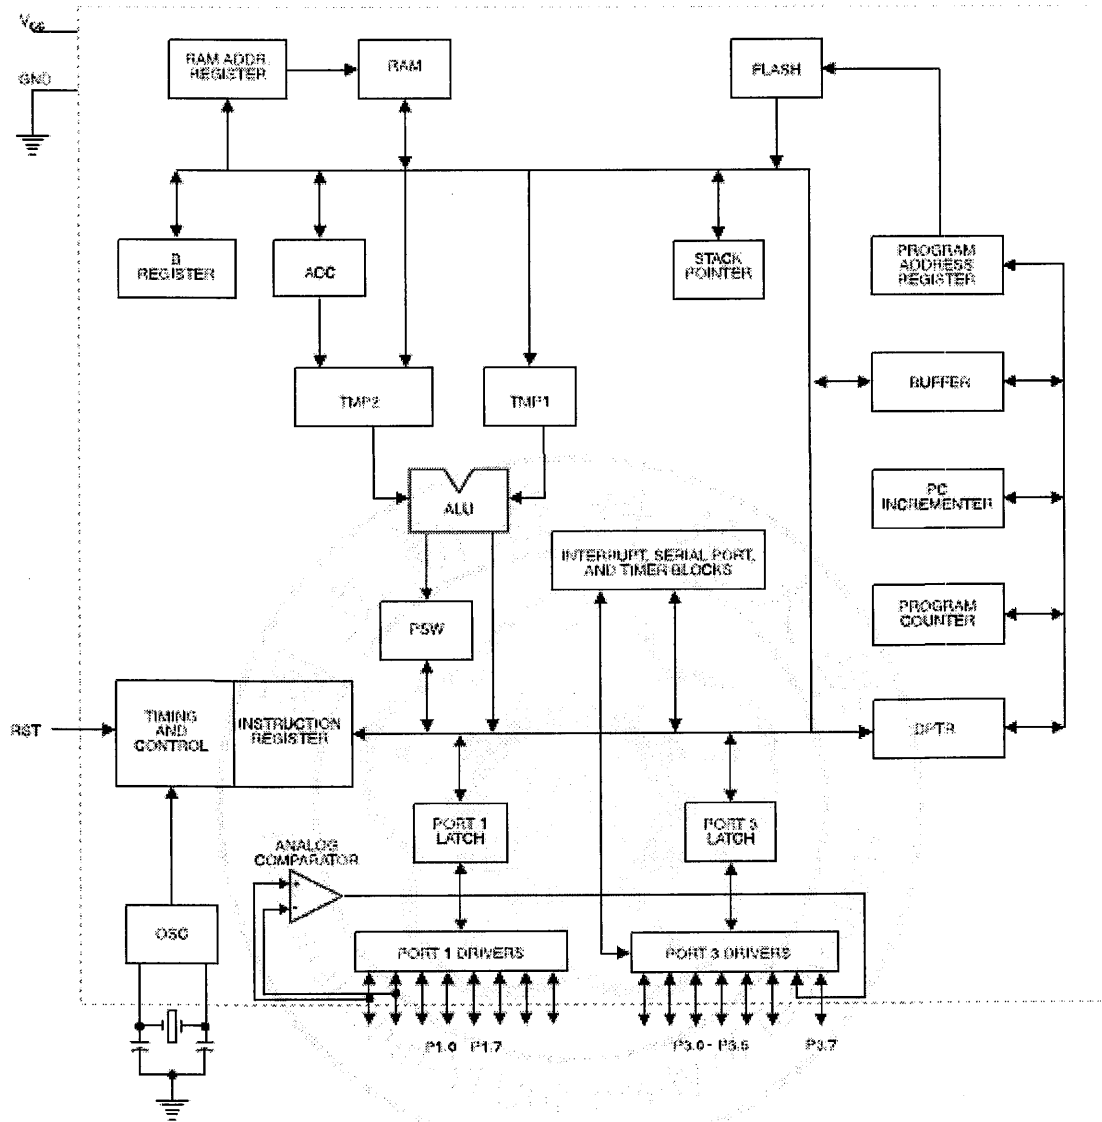 VCC
GND
RAM ADDR.
REGISTER
RAM
FLASH
B
REGISTER
ACC
STACK
POINTER
PROGRAM
ADDRESS
REGISTER
TMP2
TMP1
BUFFER
ALU
PC
INCREMENTER
INTERRUPT, SERIAL PORT,
AND TIMER BLOCKS
PSW
PROGRAM
COUNTER
RST
TIMING
AND
CONTROL
INSTRUCTION
REGISTER
DPTR
PORT 1
LATCH
PORT 3
LATCH
ANALOG
COMPARATOR
+
-
OSC
PORT 1 DRIVERS
PORT 3 DRIVERS
P1.0 P1.7
P3.0 - P3.5
P3.7